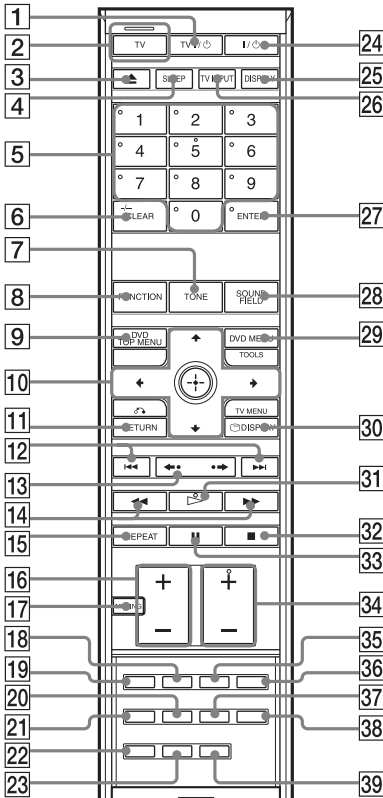 1
2
TV
TV I/⏻
I/⏻
24
3
SLEEP
TV INPUT
DISPLAY
25
4
26
5
1
2
3
4
5
6
7
8
9
6
-/--
CLEAR
0
ENTER
27
7
8
FUNCTION
TONE
SOUND
FIELD
28
9
DVD
TOP MENU
DVD MENU
29
TOOLS
10
11
RETURN
TV MENU
DISPLAY
30
12
13
31
14
15
REPEAT
32
33
16
+
+
17
34
−
−
18
35
19
36
20
37
21
38
22
23
39